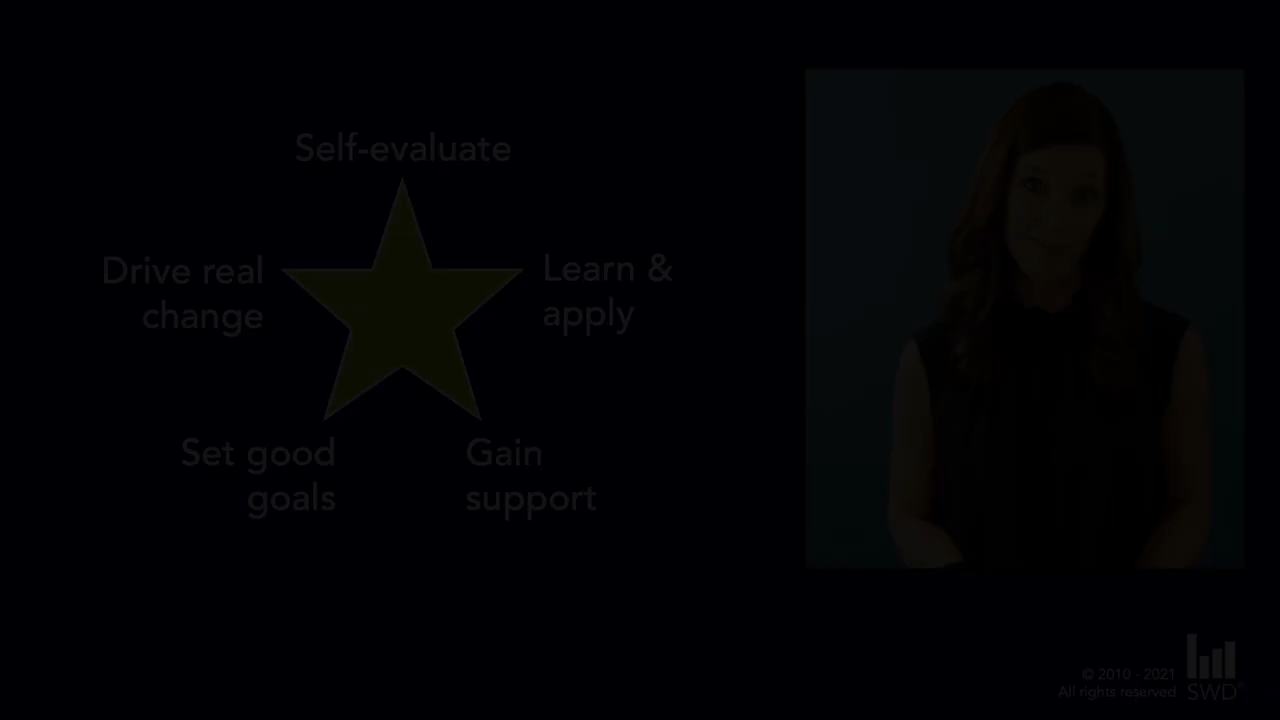 Self-evaluate
Drive real
change
Learn &
apply
Set good
goals
Gain
support
© 2010 - 2021
All rights reserved
SWD®